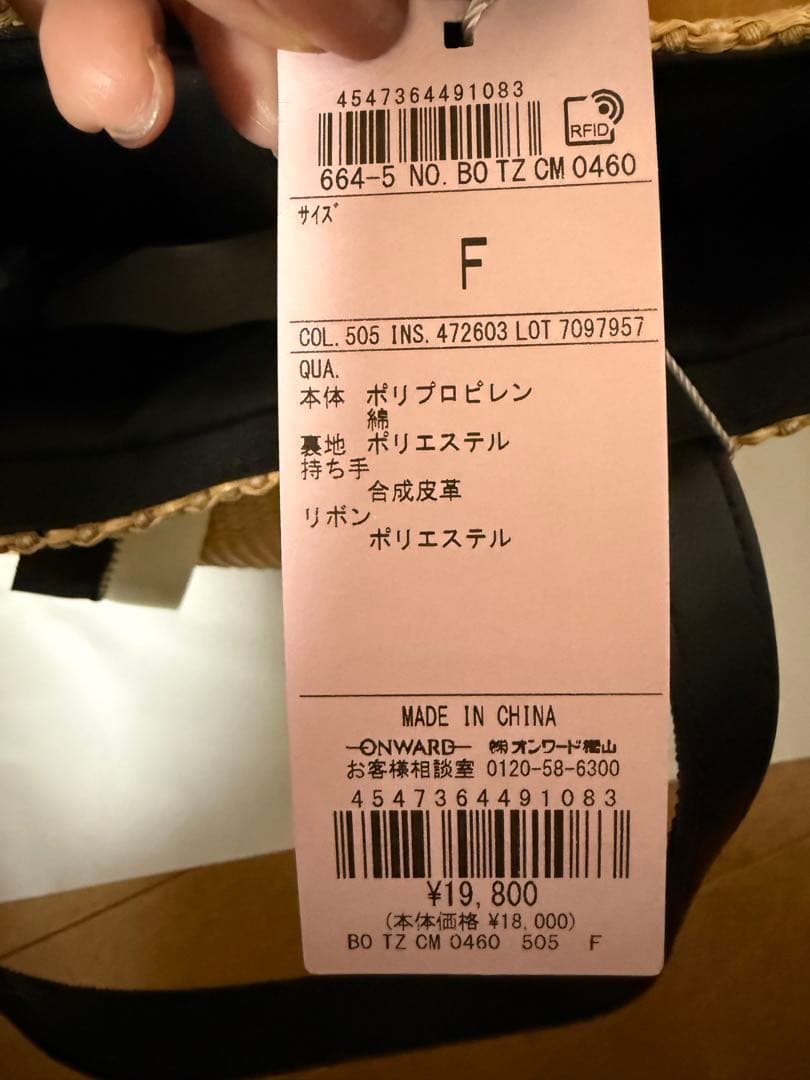 4547364491083
RFID
664-5 NO. BO TZ CM 0460
サイズ
F
COL. 505 INS. 472603 LOT 7097957
QUA.
本体 ポリプロピレン
綿
裏地 ポリエステル
持ち手
合成皮革
リボン
ポリエステル
MADE IN CHINA
ONWARD ㈱オンワード樫山
お客様相談室 0120-58-6300
4547364491083
¥19,800
(本体価格 ¥18,000)
BO TZ CM 0460 505 F